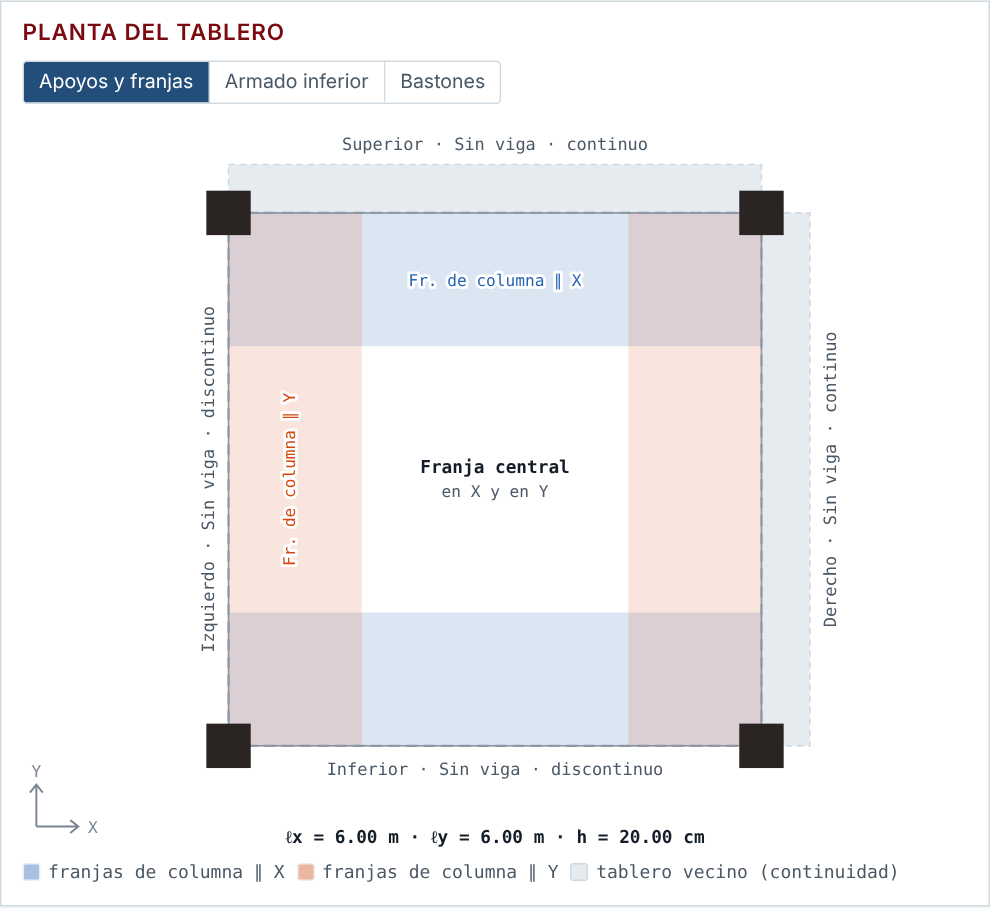 PLANTA DEL TABLERO
Apoyos y franjas
Armado inferior
Bastones
Superior · Sin viga · continuo
Fr. de columna ∥ X
Izquierdo · Sin viga · discontinuo
Fr. de columna ∥ Y
Franja central
en X y en Y
Derecho · Sin viga · continuo
Inferior · Sin viga · discontinuo
Y
X
ℓx = 6.00 m · ℓy = 6.00 m · h = 20.00 cm
franjas de columna ∥ X
franjas de columna ∥ Y
tablero vecino (continuidad)